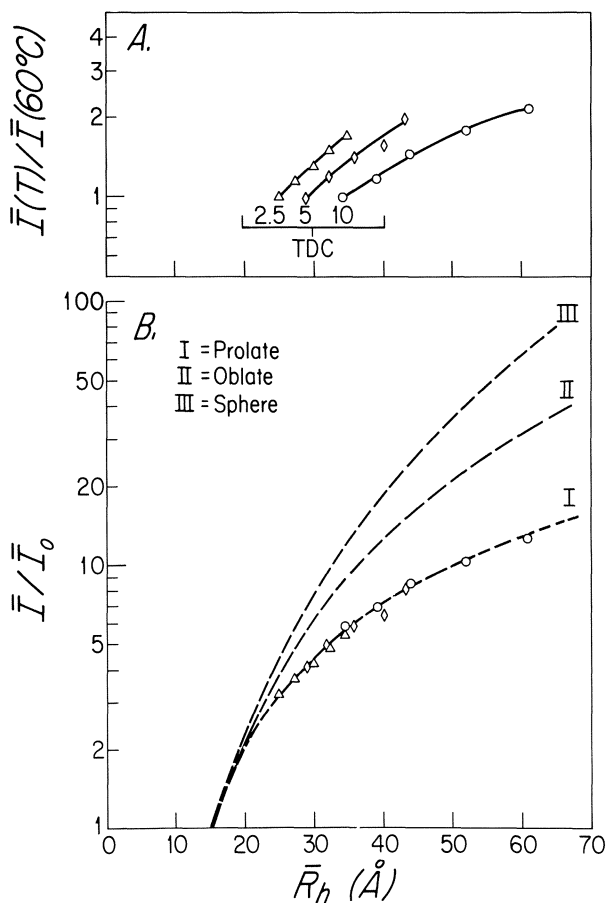 A.
Ī(T)/Ī(60°C)
4
3
2
1
2.5 5 10
TDC
B.
I = Prolate
II = Oblate
III = Sphere
III
II
I
Ī/Ī₀
100
50
20
10
5
2
1
0 10 20 30 40 50 60 70
R̄h (Å)